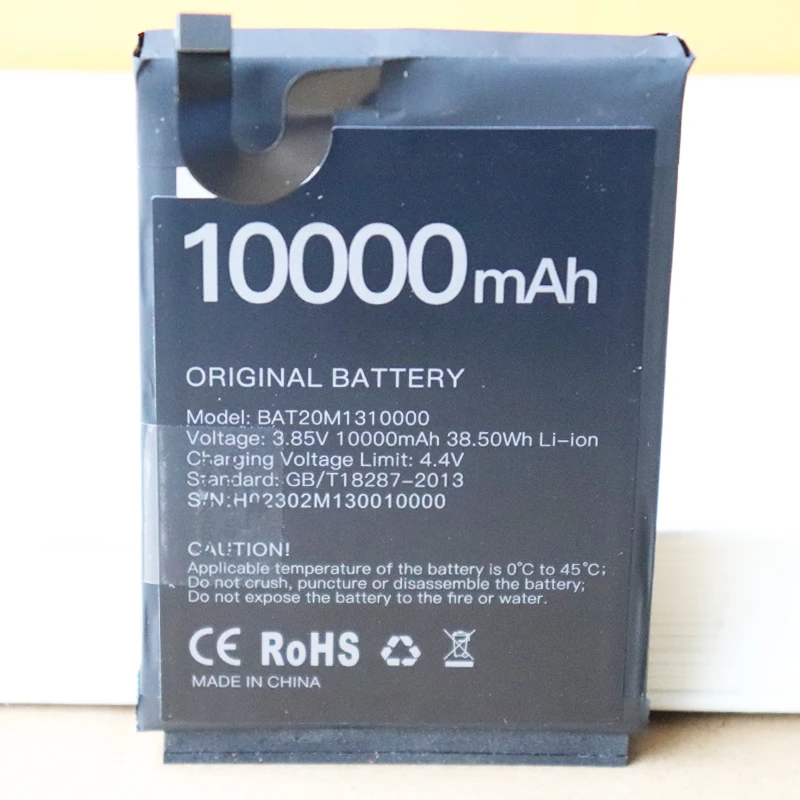 10000mAh
ORIGINAL BATTERY
Model: BAT20M1310000
Voltage: 3.85V 10000mAh 38.50Wh Li-ion
Charging Voltage Limit: 4.4V
Standard: GB/T18287-2013
S/N:H02302M130010000
CAUTION!
Applicable temperature of the battery is 0°C to 45°C;
Do not crush, puncture or disassemble the battery;
Do not expose the battery to the fire or water.
CE RoHS
MADE IN CHINA